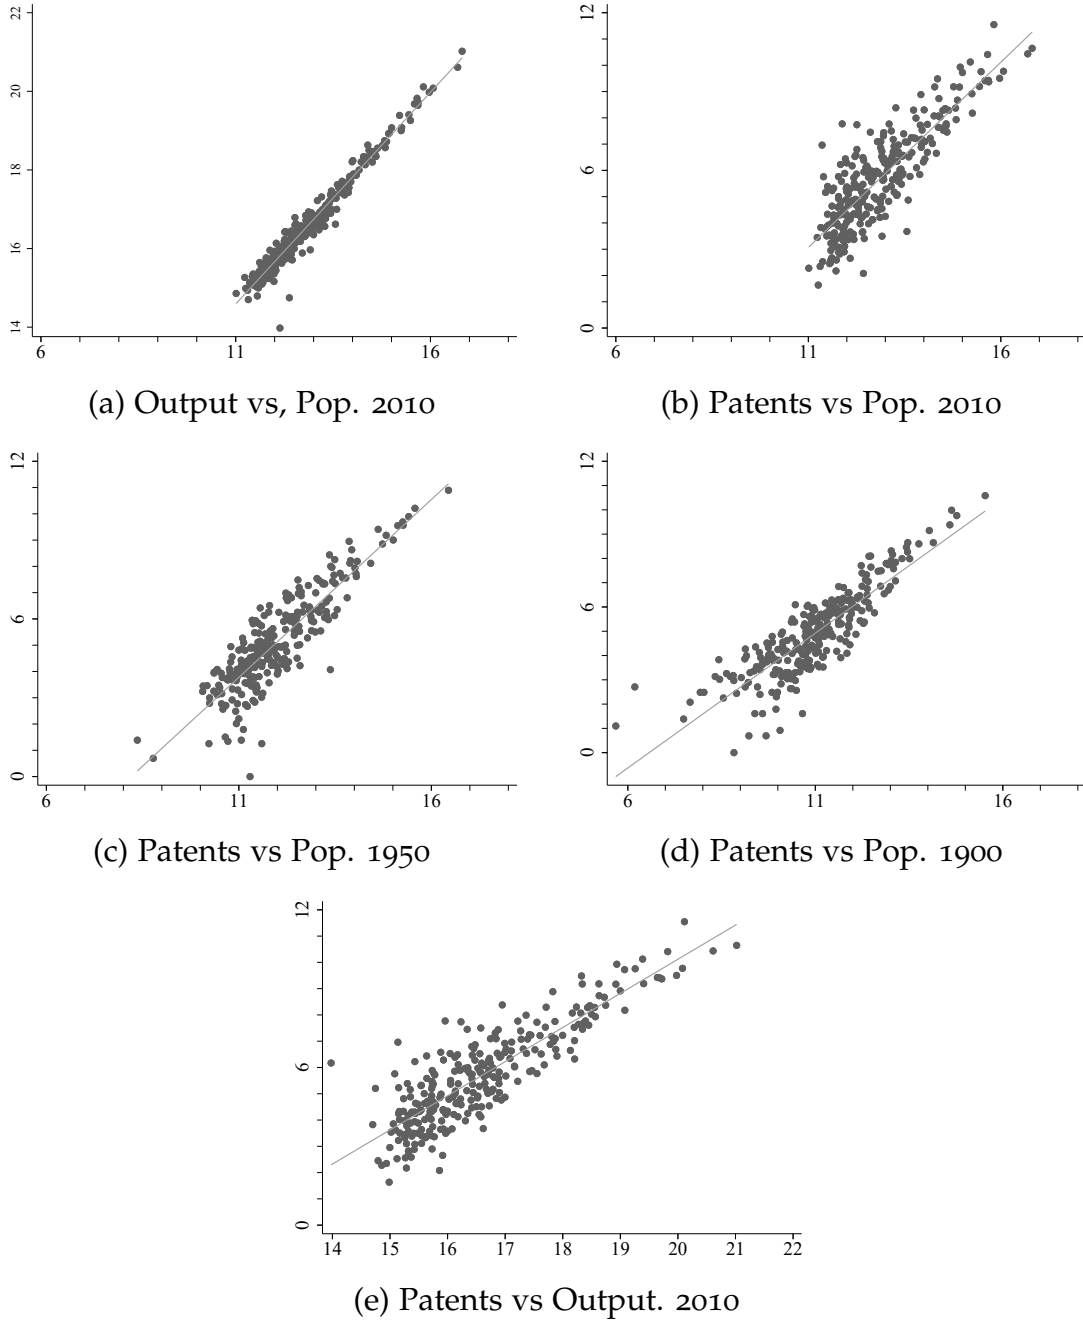 22
20
18
16
14
6 11 16
(a) Output vs, Pop. 2010
12
6
0
6 11 16
(b) Patents vs Pop. 2010
12
6
0
6 11 16
(c) Patents vs Pop. 1950
12
6
0
6 11 16
(d) Patents vs Pop. 1900
12
6
0
14 15 16 17 18 19 20 21 22
(e) Patents vs Output. 2010